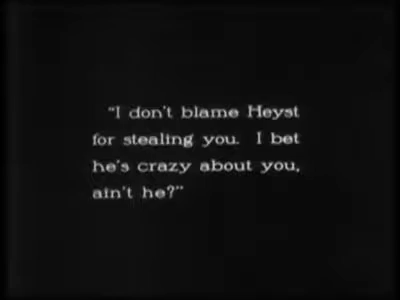 "I don't blame Heyst
for stealing you. I bet
he's crazy about you,
ain't he?"